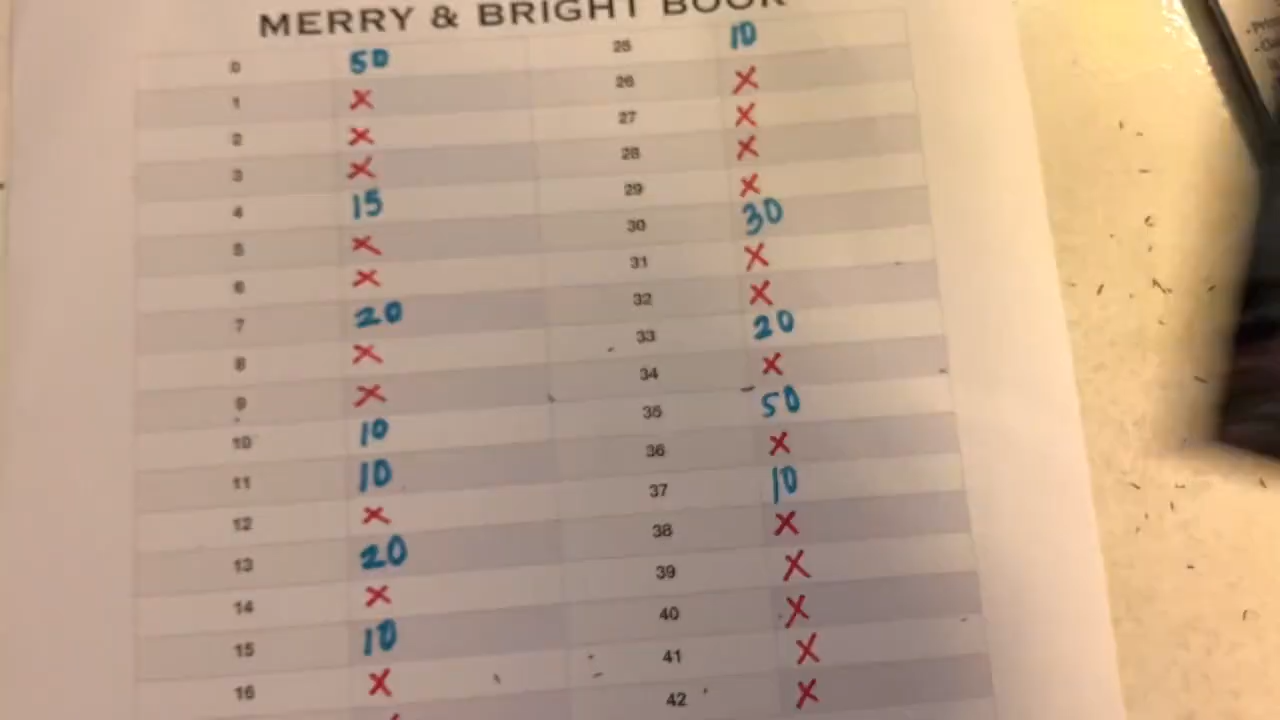 MERRY & BRIGHT BOOK
0 50 25 10
1 X 26 X
2 X 27 X
3 X 28 X
4 15 29 X
5 X 30 30
6 X 31 X
7 20 32 X
8 X 33 20
9 X 34 X
10 10 35 50
11 10 36 X
12 X 37 10
13 20 38 X
14 X 39 X
15 10 40 X
16 X 41 X
42 X